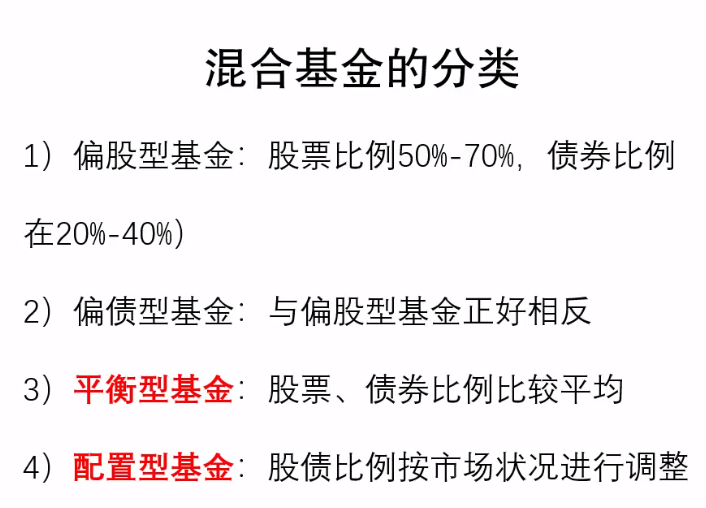 混合基金的分类
1）偏股型基金：股票比例50%-70%，债券比例
在20%-40%）
2）偏债型基金：与偏股型基金正好相反
3）平衡型基金：股票、债券比例比较平均
4）配置型基金：股债比例按市场状况进行调整